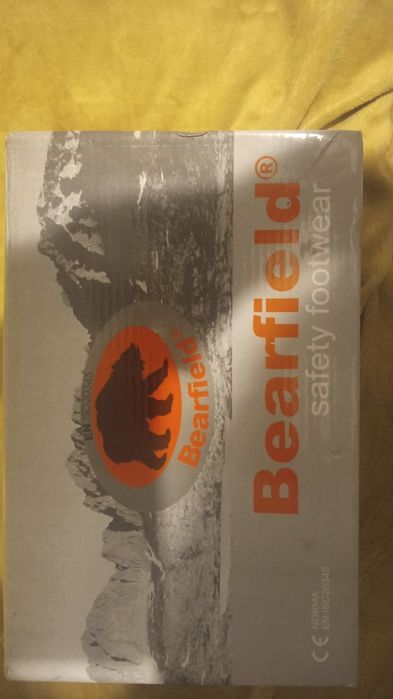 EN ISO20345
Bearfield®
Bearfield®
safety footwear
CE NORMA
EN ISO20345